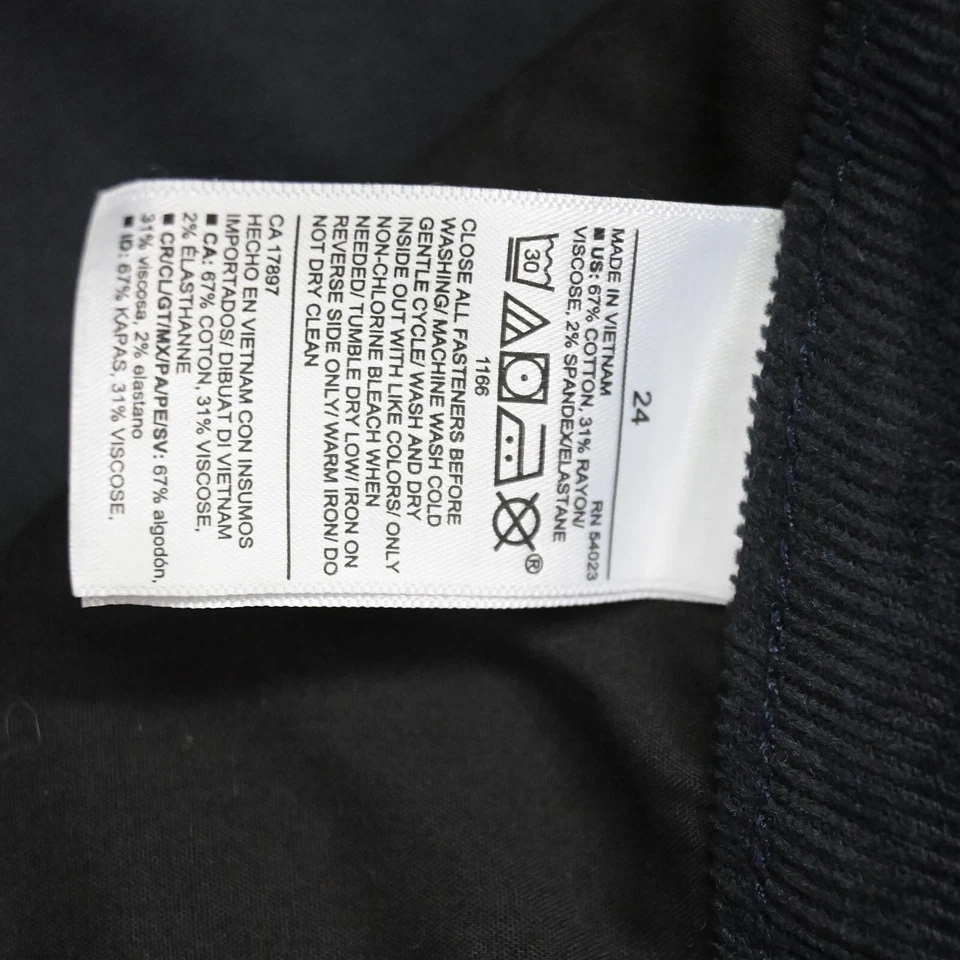 24
RN 54023
MADE IN VIETNAM
■ US: 67% COTTON, 31% RAYON/
VISCOSE, 2% SPANDEX/ELASTANE
30
®
1166
CLOSE ALL FASTENERS BEFORE
WASHING/ MACHINE WASH COLD
GENTLE CYCLE/ WASH AND DRY
INSIDE OUT WITH LIKE COLORS/ ONLY
NON-CHLORINE BLEACH WHEN
NEEDED/ TUMBLE DRY LOW/ IRON ON
REVERSE SIDE ONLY/ WARM IRON/ DO
NOT DRY CLEAN
CA 17897
HECHO EN VIETNAM CON INSUMOS
IMPORTADOS/ DIBUAT DI VIETNAM
■ CA: 67% COTON, 31% VISCOSE,
2% ÉLASTHANNE
■ CR/CL/GT/MX/PA/PE/SV: 67% algodón,
31% viscosa, 2% elastano
■ ID: 67% KAPAS, 31% VISCOSE,